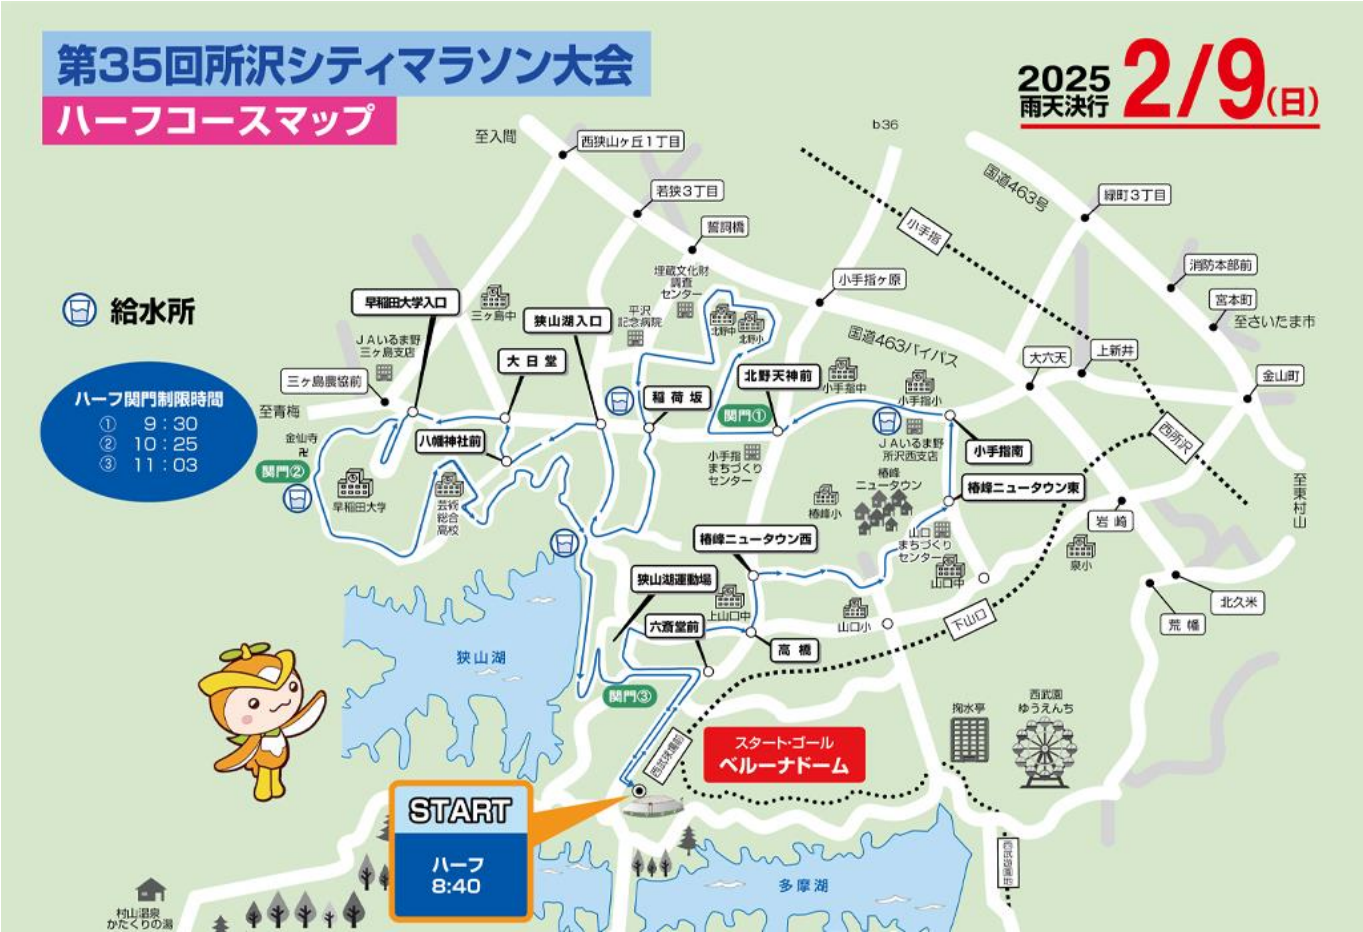 第35回所沢シティマラソン大会
ハーフコースマップ
2025
雨天決行
2/9(日)
至入間
西狭山ヶ丘1丁目
b36
国道463号
若狭3丁目
緑町3丁目
誓詞橋
小手指
埋蔵文化財
調査
センター
小手指ヶ原
消防本部前
宮本町
至さいたま市
給水所
早稲田大学入口
三ヶ島中
狭山湖入口
平沢
記念病院
北野中
北野小
国道463バイパス
JAいるま野
三ヶ島支店
大日堂
大六天
上新井
三ヶ島農協前
北野天神前
小手指中
金山町
ハーフ関門制限時間
① 9:30
② 10:25
③ 11:03
至青梅
稲荷坂
関門①
小手指小
金仙寺
卍
八幡神社前
JAいるま野
所沢西支店
小手指南
西所沢
関門②
小手指
まちづくり
センター
椿峰
ニュータウン
椿峰ニュータウン東
至東村山
早稲田大学
芸術
総合
高校
椿峰小
岩崎
椿峰ニュータウン西
山口
まちづくり
センター
山口中
泉小
狭山湖運動場
上山口中
六斎堂前
山口小
下山口
北久米
荒幡
高橋
狭山湖
関門③
西武球場前
スタート・ゴール
ベルーナドーム
掬水亭
西武園
ゆうえんち
START
ハーフ
8:40
西武遊園地
多摩湖
村山温泉
かたくりの湯